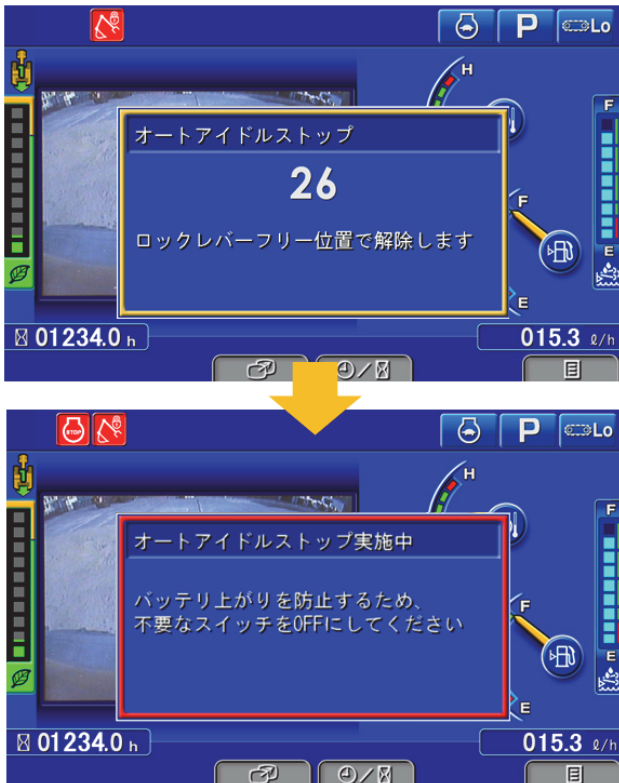 P
Lo
H
オートアイドルストップ
26
ロックレバーフリー位置で解除します
F
F
E
E
01234.0 h
015.3 ℓ/h
STOP
P
Lo
H
オートアイドルストップ実施中
バッテリ上がりを防止するため、
不要なスイッチをOFFにしてください
F
F
E
E
01234.0 h
015.3 ℓ/h